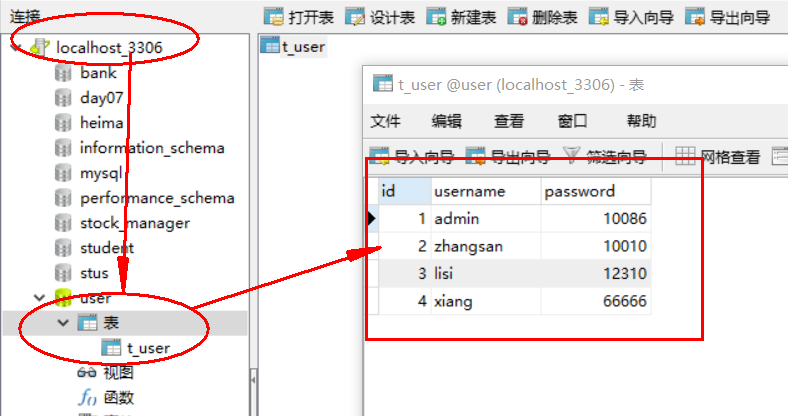 连接
打开表 设计表 新建表 删除表 导入向导 导出向导
localhost_3306
bank
day07
heima
information_schema
mysql
performance_schema
stock_manager
student
stus
user
表
t_user
视图
函数
t_user
t_user @user (localhost_3306) - 表
文件 编辑 查看 窗口 帮助
导入向导 导出向导 筛选向导 网格查看
id username password
1 admin 10086
2 zhangsan 10010
3 lisi 12310
4 xiang 66666